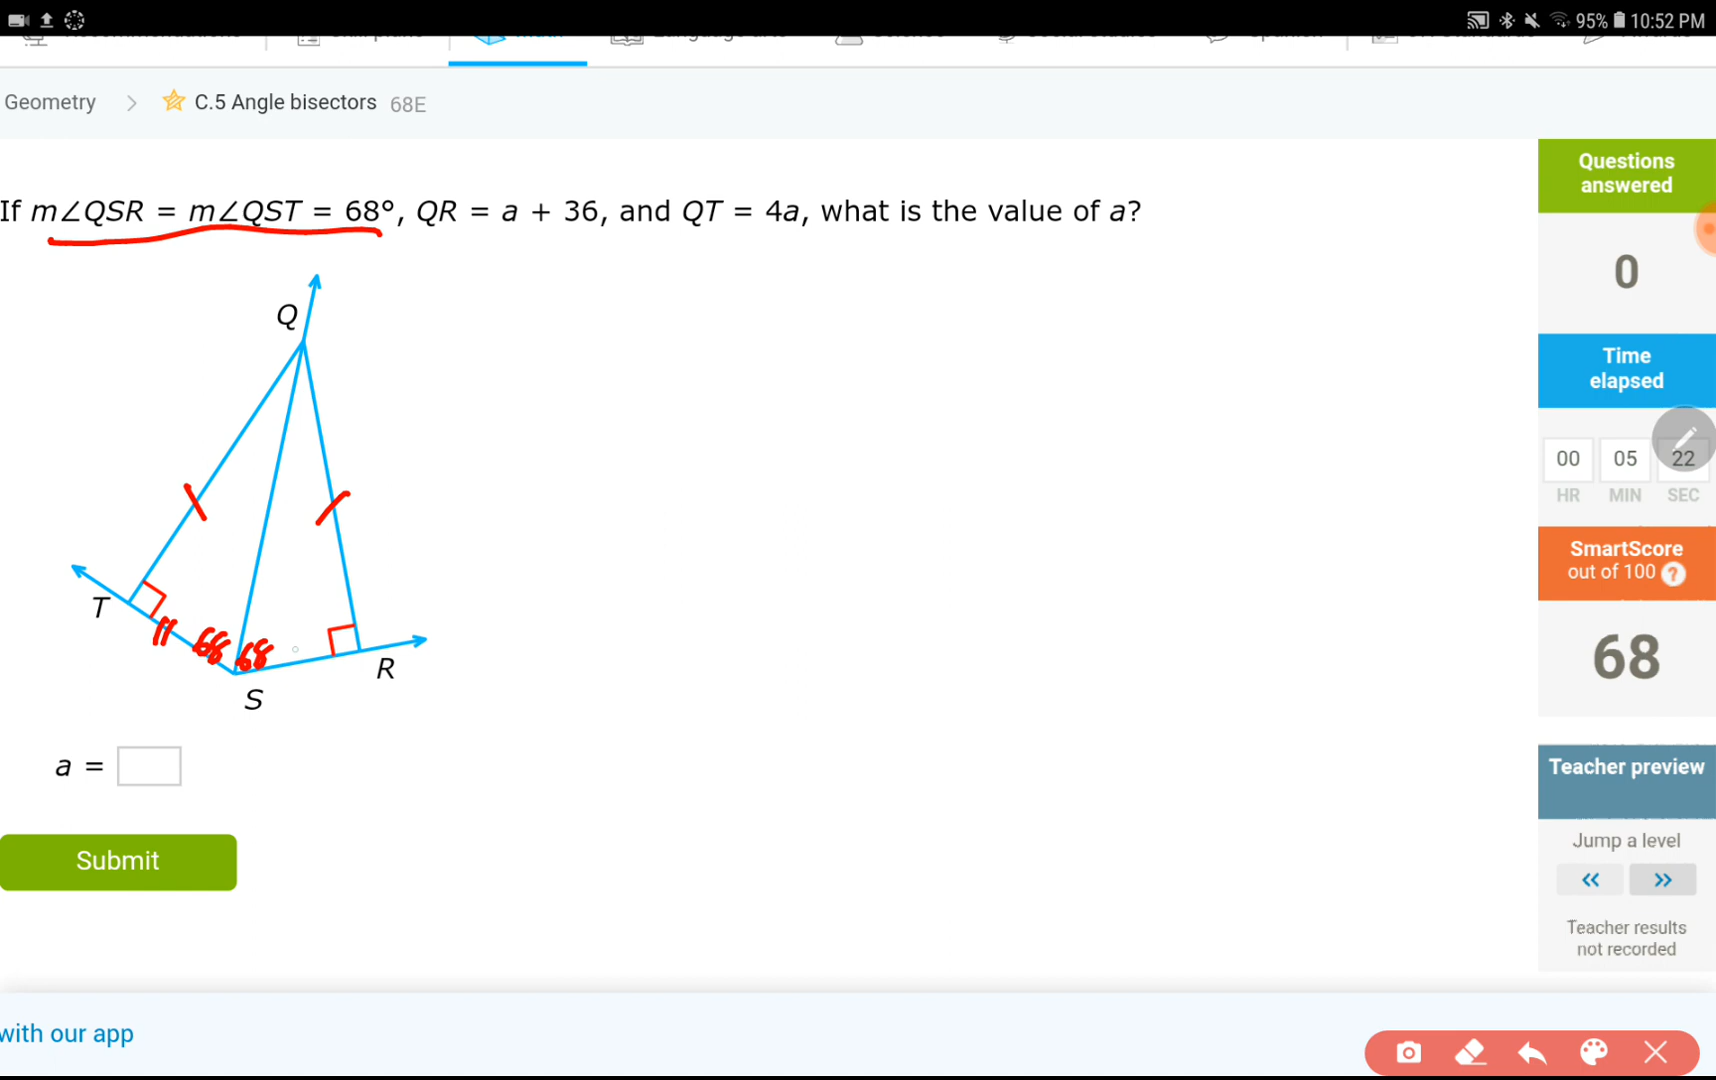 95% 10:52 PM
Geometry > C.5 Angle bisectors 68E
If m∠QSR = m∠QST = 68°, QR = a + 36, and QT = 4a, what is the value of a?
Q
T
68 68
R
S
a =
Submit
Questions answered
0
Time elapsed
00 05 22
HR MIN SEC
SmartScore
out of 100 ?
68
Teacher preview
Jump a level
Teacher results
not recorded
with our app